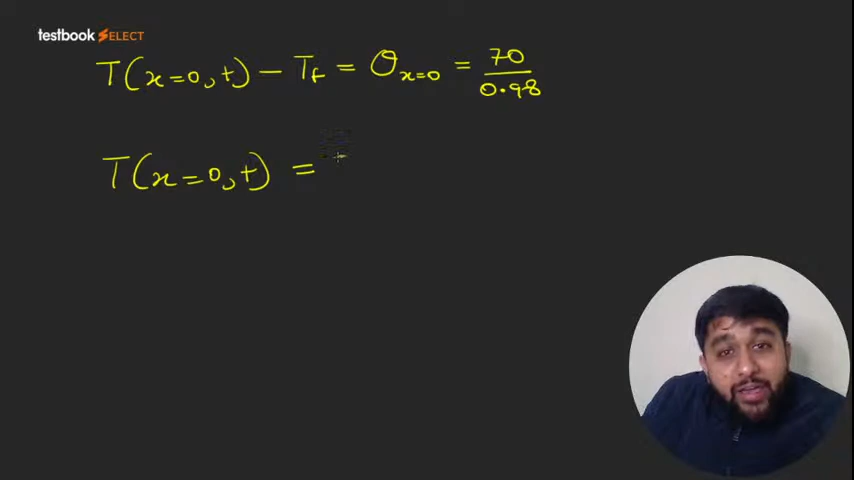 testbook SELECT
T(x=0,t) - T_f = θ_{x=0} = 70/0.98
T(x=0,t) =